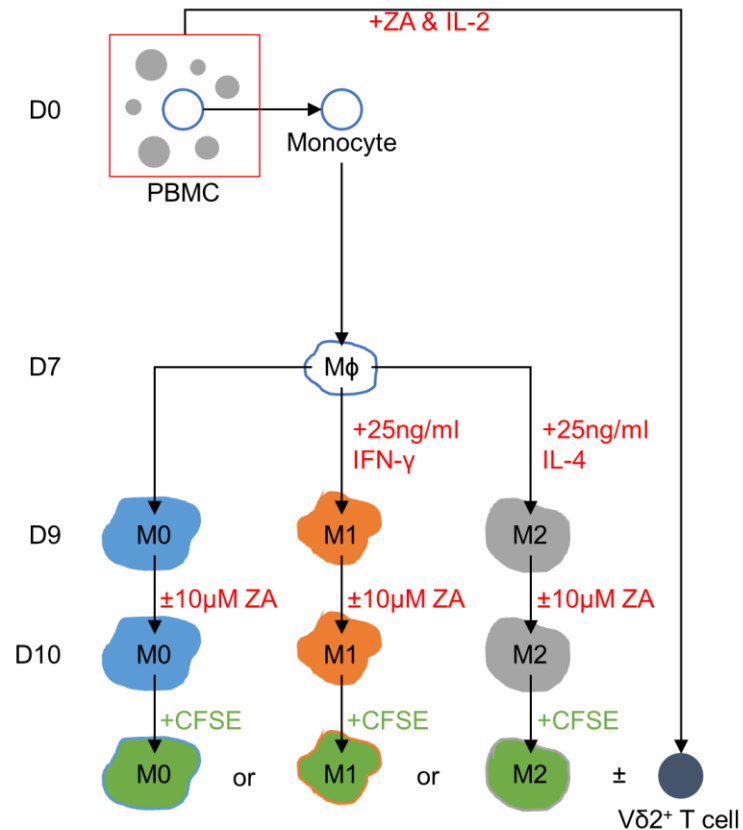 +ZA & IL-2
D0
Monocyte
PBMC
D7
Mϕ
+25ng/ml
IFN-γ
+25ng/ml
IL-4
D9
M0
M1
M2
±10μM ZA
±10μM ZA
±10μM ZA
D10
M0
M1
M2
+CFSE
+CFSE
+CFSE
M0 or M1 or M2 ±
Vδ2⁺ T cell